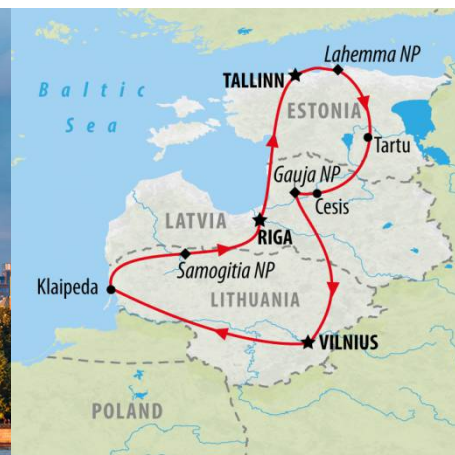 Lahemma NP
TALLINN
Baltic
Sea
ESTONIA
Tartu
Gauja NP
Cesis
LATVIA
RIGA
Samogitia NP
Klaipeda
LITHUANIA
VILNIUS
POLAND